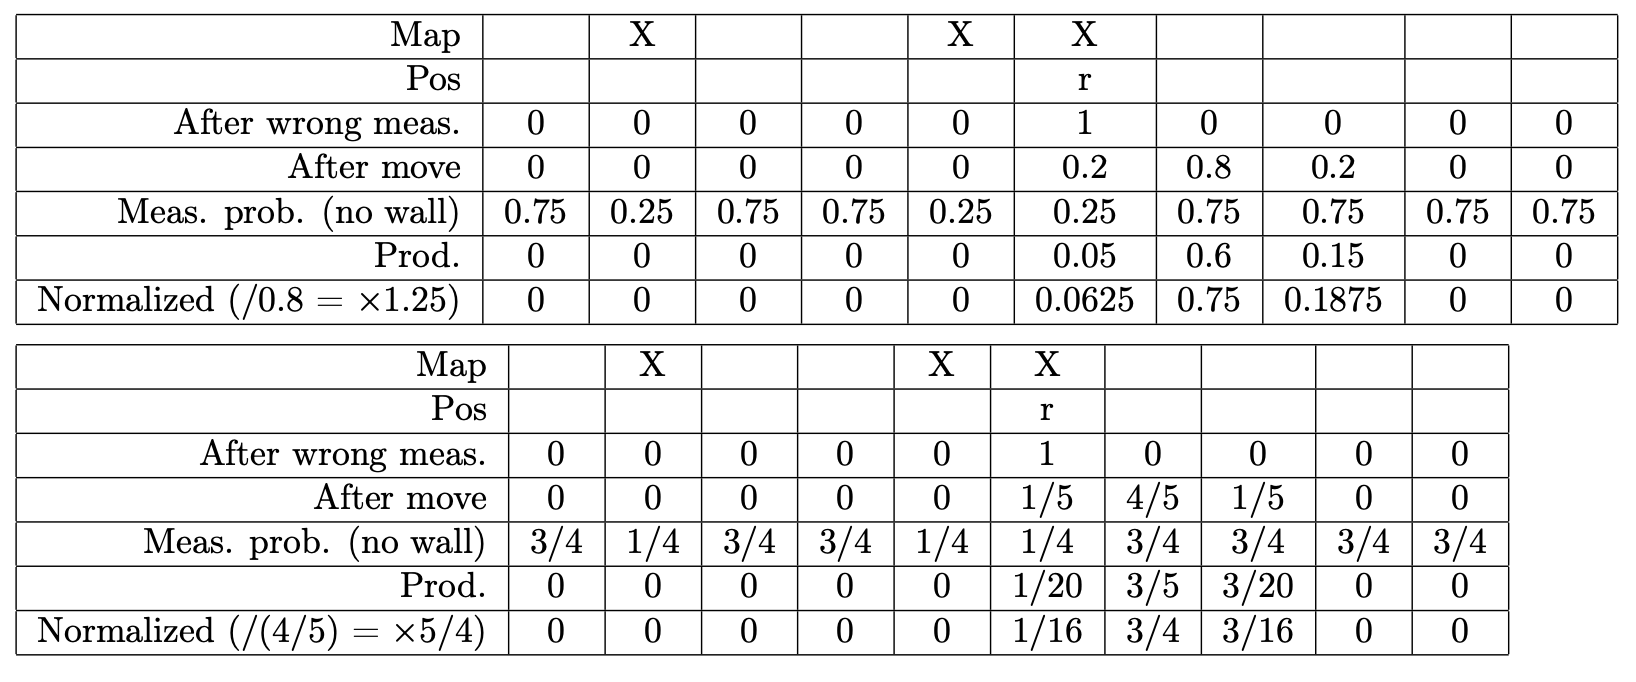 Map X X X
Pos r
After wrong meas. 0 0 0 0 0 1 0 0 0 0
After move 0 0 0 0 0 0.2 0.8 0.2 0 0
Meas. prob. (no wall) 0.75 0.25 0.75 0.75 0.25 0.25 0.75 0.75 0.75 0.75
Prod. 0 0 0 0 0 0.05 0.6 0.15 0 0
Normalized (/0.8 = ×1.25) 0 0 0 0 0 0.0625 0.75 0.1875 0 0
Map X X X
Pos r
After wrong meas. 0 0 0 0 0 1 0 0 0 0
After move 0 0 0 0 0 1/5 4/5 1/5 0 0
Meas. prob. (no wall) 3/4 1/4 3/4 3/4 1/4 1/4 3/4 3/4 3/4 3/4
Prod. 0 0 0 0 0 1/20 3/5 3/20 0 0
Normalized (/(4/5) = ×5/4) 0 0 0 0 0 1/16 3/4 3/16 0 0